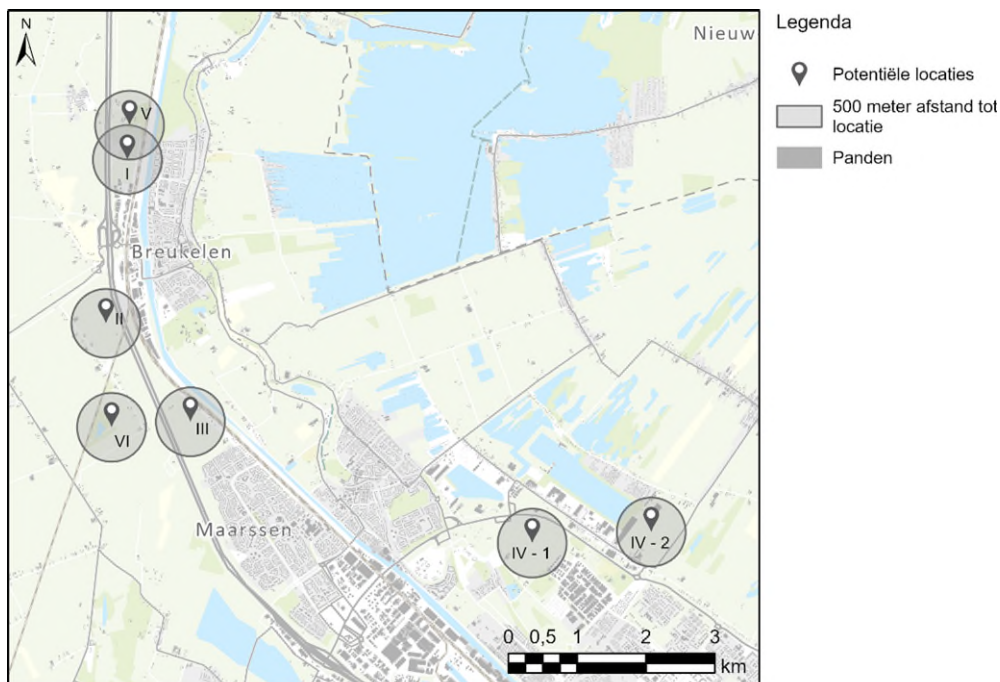 N
Nieuw
V
I
Breukelen
II
VI
III
Maarssen
IV - 1
IV - 2
0 0,5 1 2 3
km
Legenda
Potentiële locaties
500 meter afstand tot
locatie
Panden